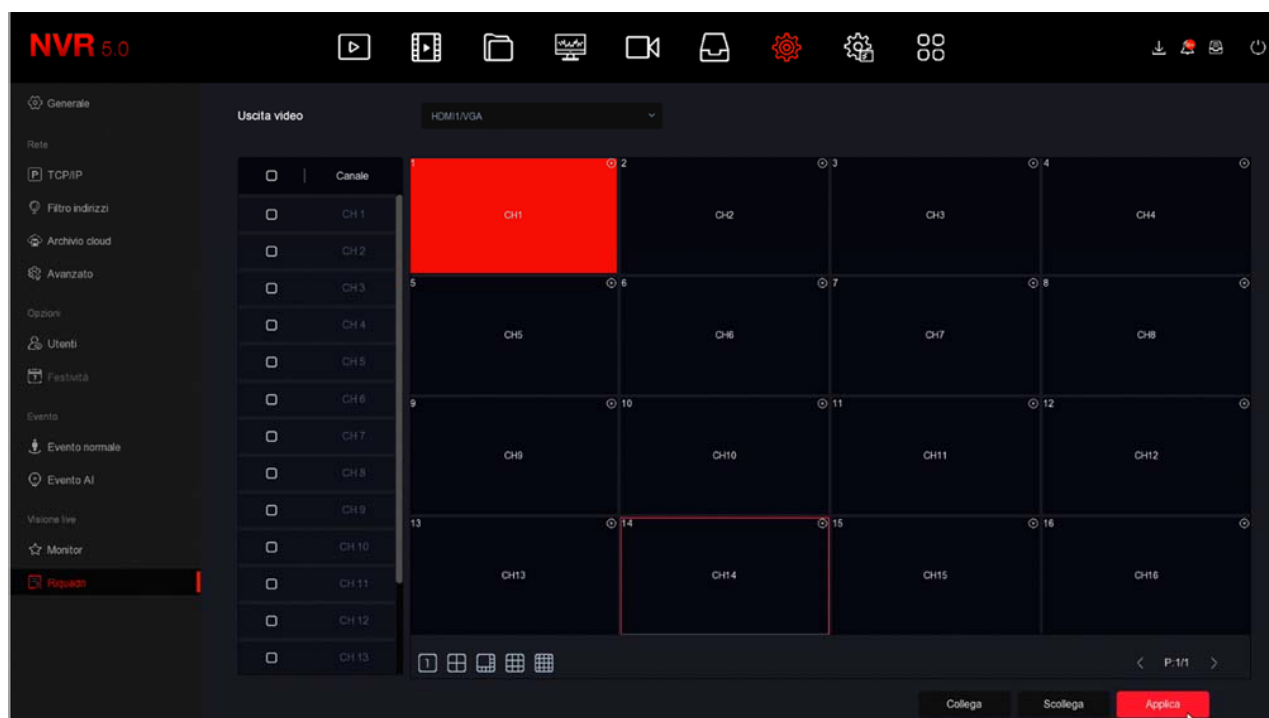 NVR 5.0
Generale
Rete
TCP/IP
Filtro indirizzi
Archivio cloud
Avanzato
Opzioni
Utenti
Festività
Evento
Evento normale
Evento AI
Visione live
Monitor
Riquadri
Uscita video
HDMI1/VGA
Canale
CH 1
CH 2
CH 3
CH 4
CH 5
CH 6
CH 7
CH 8
CH 9
CH 10
CH 11
CH 12
CH 13
1 2 3 4
CH1 CH2 CH3 CH4
5 6 7 8
CH5 CH6 CH7 CH8
9 10 11 12
CH9 CH10 CH11 CH12
13 14 15 16
CH13 CH14 CH15 CH16
1
P:1/1
Collega Scollega Applica